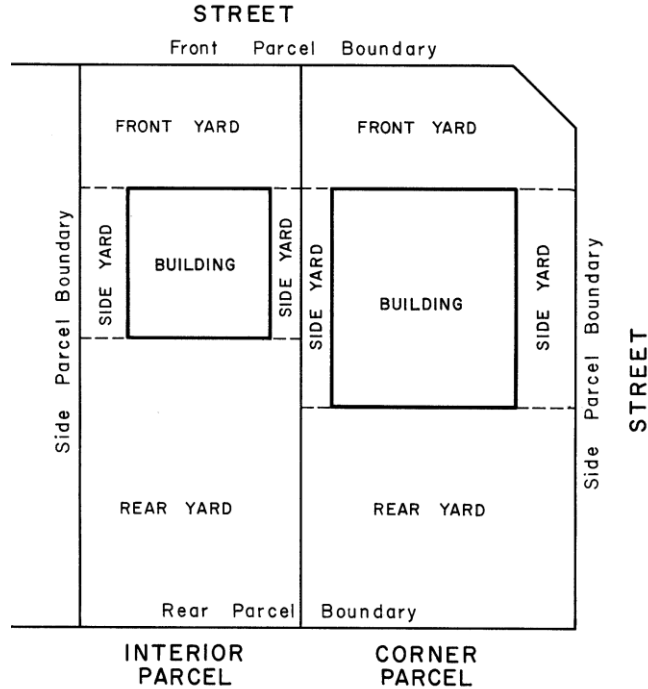 STREET
Front Parcel Boundary
FRONT YARD
FRONT YARD
Side Parcel Boundary
SIDE YARD
BUILDING
SIDE YARD
SIDE YARD
BUILDING
SIDE YARD
Side Parcel Boundary
STREET
REAR YARD
REAR YARD
Rear Parcel Boundary
INTERIOR
PARCEL
CORNER
PARCEL